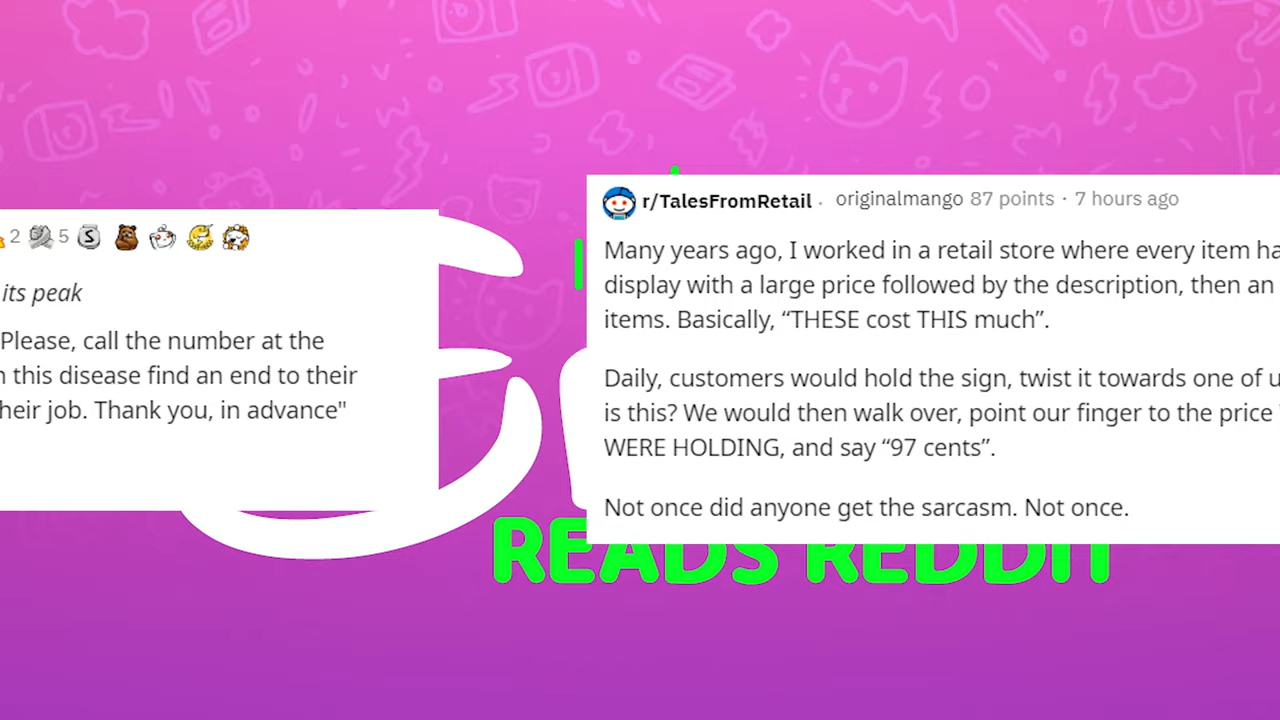 2 5
its peak
Please, call the number at the
this disease find an end to their
their job. Thank you, in advance"
r/TalesFromRetail · originalmango 87 points · 7 hours ago
Many years ago, I worked in a retail store where every item
display with a large price followed by the description, then an
items. Basically, “THESE cost THIS much”.
Daily, customers would hold the sign, twist it towards one of
is this? We would then walk over, point our finger to the price
WERE HOLDING, and say “97 cents”.
Not once did anyone get the sarcasm. Not once.
READS REDDIT